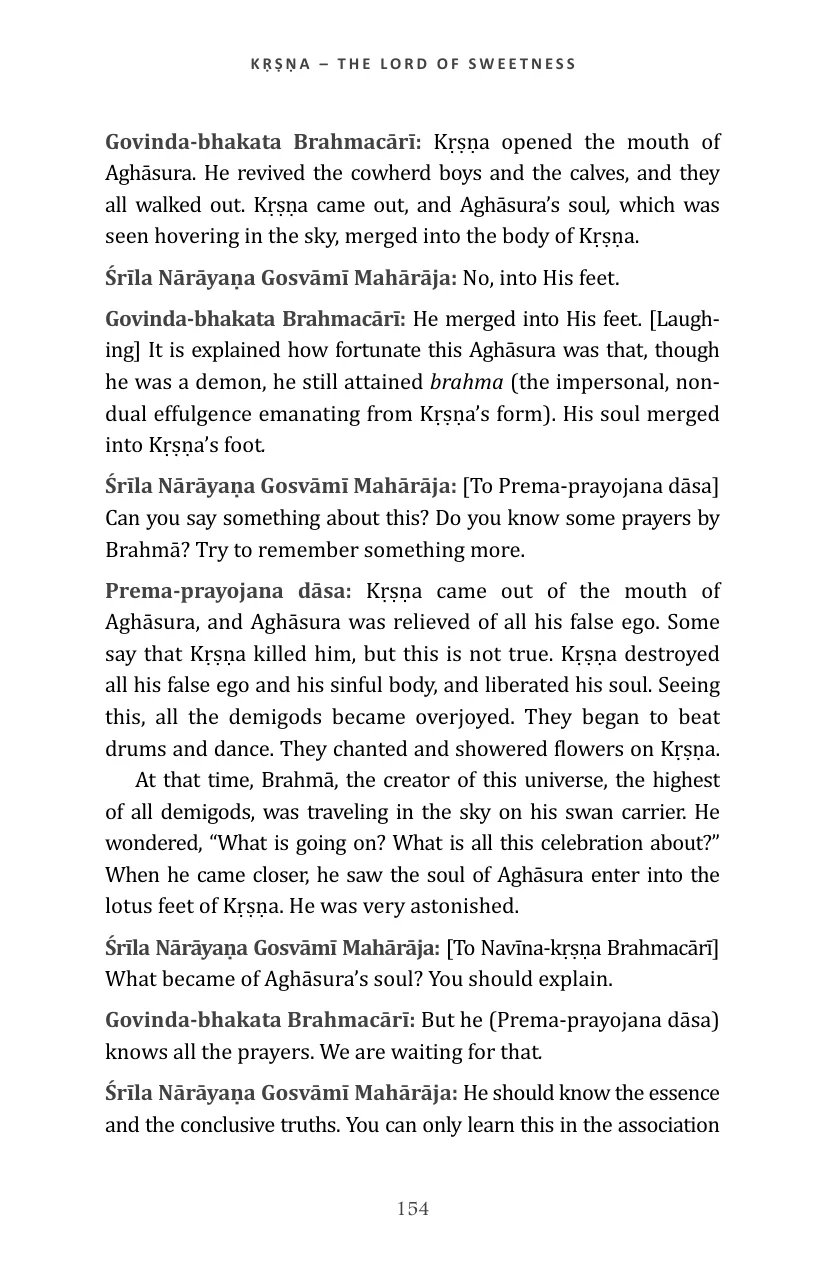 KṚṢṆA – THE LORD OF SWEETNESS
Govinda-bhakata Brahmacārī: Kṛṣṇa opened the mouth of
Aghāsura. He revived the cowherd boys and the calves, and they
all walked out. Kṛṣṇa came out, and Aghāsura’s soul, which was
seen hovering in the sky, merged into the body of Kṛṣṇa.
Śrīla Nārāyaṇa Gosvāmī Mahārāja: No, into His feet.
Govinda-bhakata Brahmacārī: He merged into His feet. [Laugh-
ing] It is explained how fortunate this Aghāsura was that, though
he was a demon, he still attained brahma (the impersonal, non-
dual effulgence emanating from Kṛṣṇa’s form). His soul merged
into Kṛṣṇa’s foot.
Śrīla Nārāyaṇa Gosvāmī Mahārāja: [To Prema-prayojana dāsa]
Can you say something about this? Do you know some prayers by
Brahmā? Try to remember something more.
Prema-prayojana dāsa: Kṛṣṇa came out of the mouth of
Aghāsura, and Aghāsura was relieved of all his false ego. Some
say that Kṛṣṇa killed him, but this is not true. Kṛṣṇa destroyed
all his false ego and his sinful body, and liberated his soul. Seeing
this, all the demigods became overjoyed. They began to beat
drums and dance. They chanted and showered flowers on Kṛṣṇa.
At that time, Brahmā, the creator of this universe, the highest
of all demigods, was traveling in the sky on his swan carrier. He
wondered, “What is going on? What is all this celebration about?”
When he came closer, he saw the soul of Aghāsura enter into the
lotus feet of Kṛṣṇa. He was very astonished.
Śrīla Nārāyaṇa Gosvāmī Mahārāja: [To Navīna-kṛṣṇa Brahmacārī]
What became of Aghāsura’s soul? You should explain.
Govinda-bhakata Brahmacārī: But he (Prema-prayojana dāsa)
knows all the prayers. We are waiting for that.
Śrīla Nārāyaṇa Gosvāmī Mahārāja: He should know the essence
and the conclusive truths. You can only learn this in the association
154